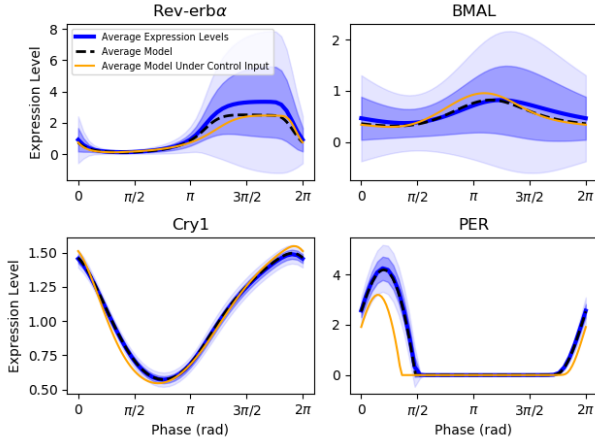 Rev-erbα
BMAL
Average Expression Levels
Average Model
Average Model Under Control Input
Expression Level
8
6
4
2
0
0 π/2 π 3π/2 2π
2
1
0
0 π/2 π 3π/2 2π
Cry1
PER
Expression Level
1.50
1.25
1.00
0.75
0.50
0 π/2 π 3π/2 2π
Phase (rad)
4
2
0
0 π/2 π 3π/2 2π
Phase (rad)